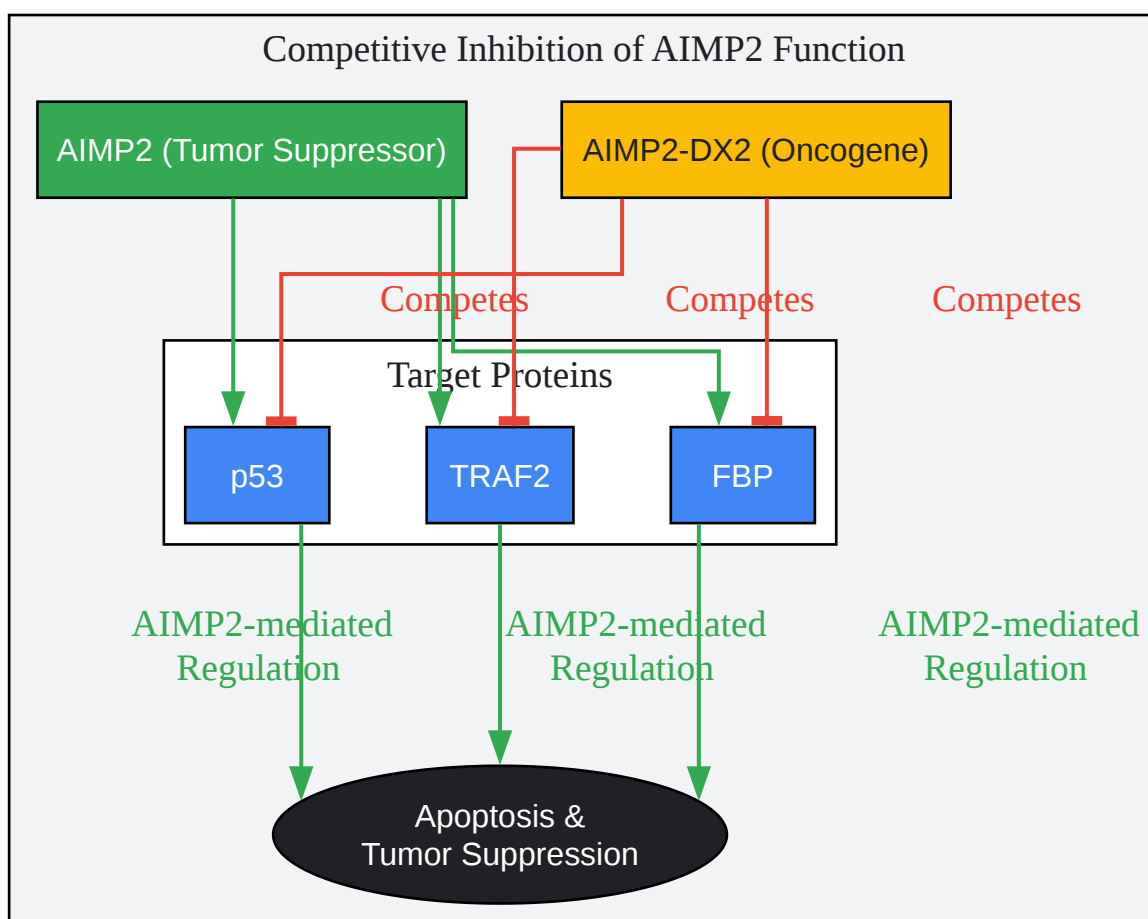 Competitive Inhibition of AIMP2 Function
AIMP2 (Tumor Suppressor)
AIMP2-DX2 (Oncogene)
Competes
Competes
Competes
Target Proteins
p53
TRAF2
FBP
AIMP2-mediated
Regulation
AIMP2-mediated
Regulation
AIMP2-mediated
Regulation
Apoptosis &
Tumor Suppression